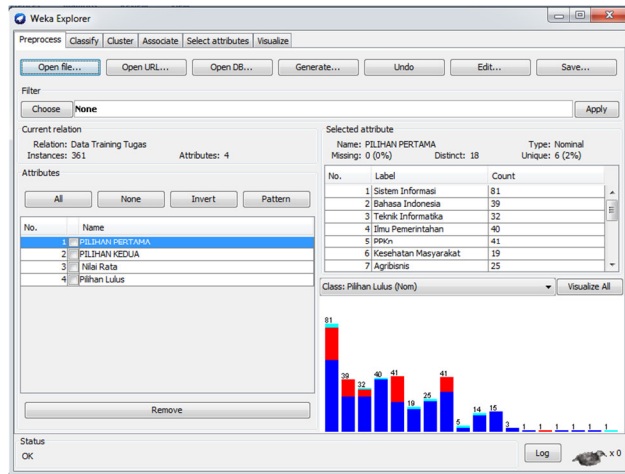 Weka Explorer
Preprocess Classify Cluster Associate Select attributes Visualize
Open file... Open URL... Open DB... Generate... Undo Edit... Save...
Filter
Choose None Apply
Current relation
Relation: Data Training Tugas
Instances: 361 Attributes: 4
Attributes
All None Invert Pattern
No. Name
1 PILIHAN PERTAMA
2 PILIHAN KEDUA
3 Nilai Rata
4 Pilihan Lulus
Remove
Selected attribute
Name: PILIHAN PERTAMA Type: Nominal
Missing: 0 (0%) Distinct: 18 Unique: 6 (2%)
No. Label Count
1 Sistem Informasi 81
2 Bahasa Indonesia 39
3 Teknik Informatika 32
4 Ilmu Pemerintahan 40
5 PPKn 41
6 Kesehatan Masyarakat 19
7 Agribisnis 25
Class: Pilihan Lulus (Nom) Visualize All
81 39 32 40 41 19 25 41 5 14 15 3 1 1 1 1 1 1
Status
OK Log x 0